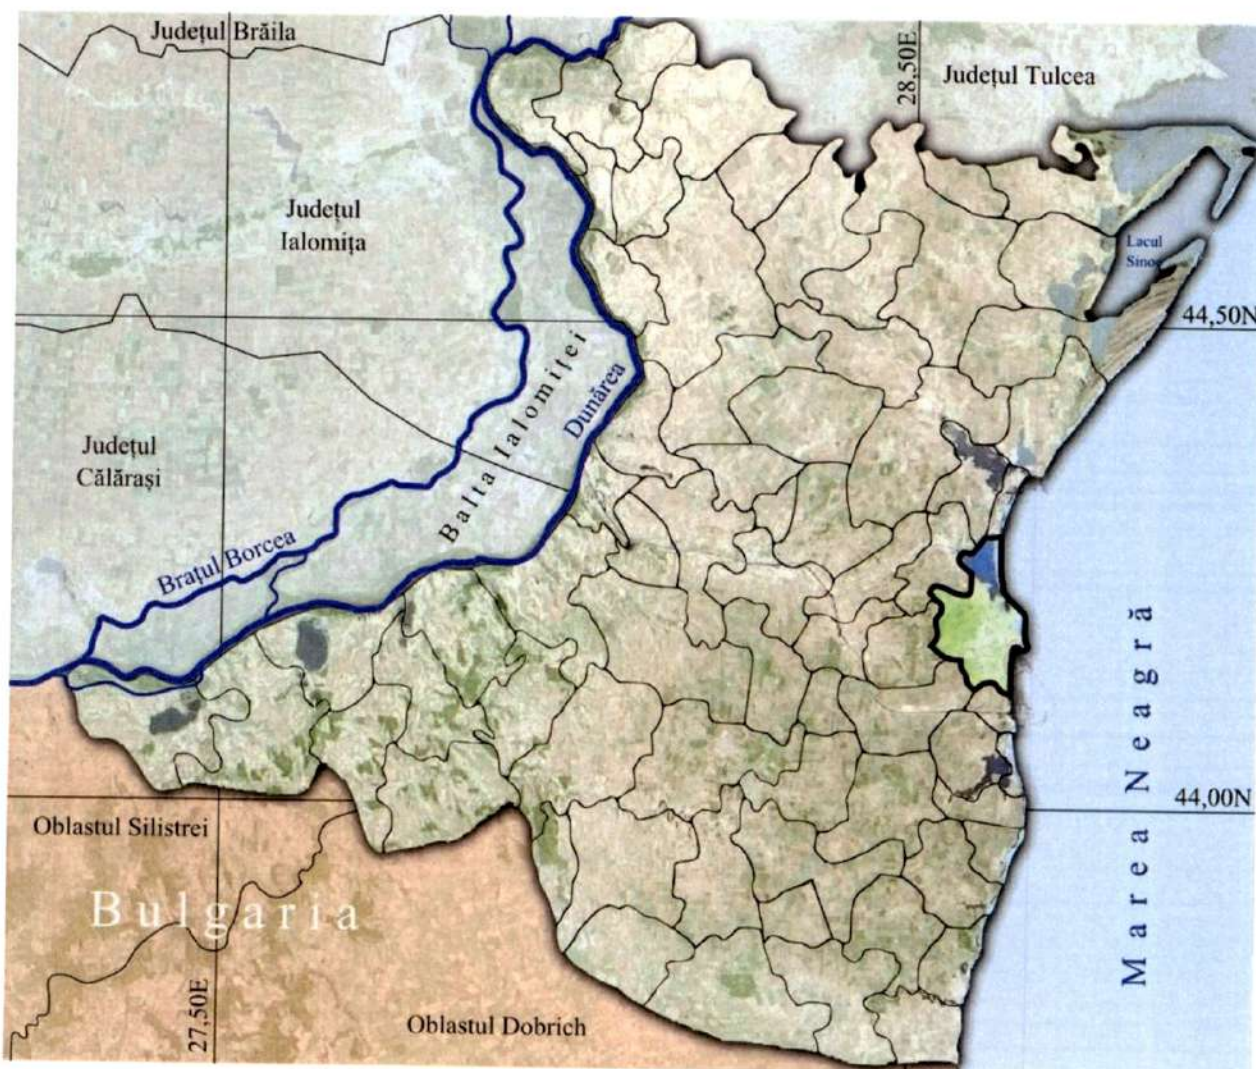 Județul Brăila
28,50E
Județul Tulcea
Județul
Ialomița
Lacul
Sinoe
44,50N
Balta Ialomiței
Dunărea
Județul
Călărași
Brațul Borcea
Marea Neagră
44,00N
Oblastul Silistrei
Bulgaria
27,50E
Oblastul Dobrich